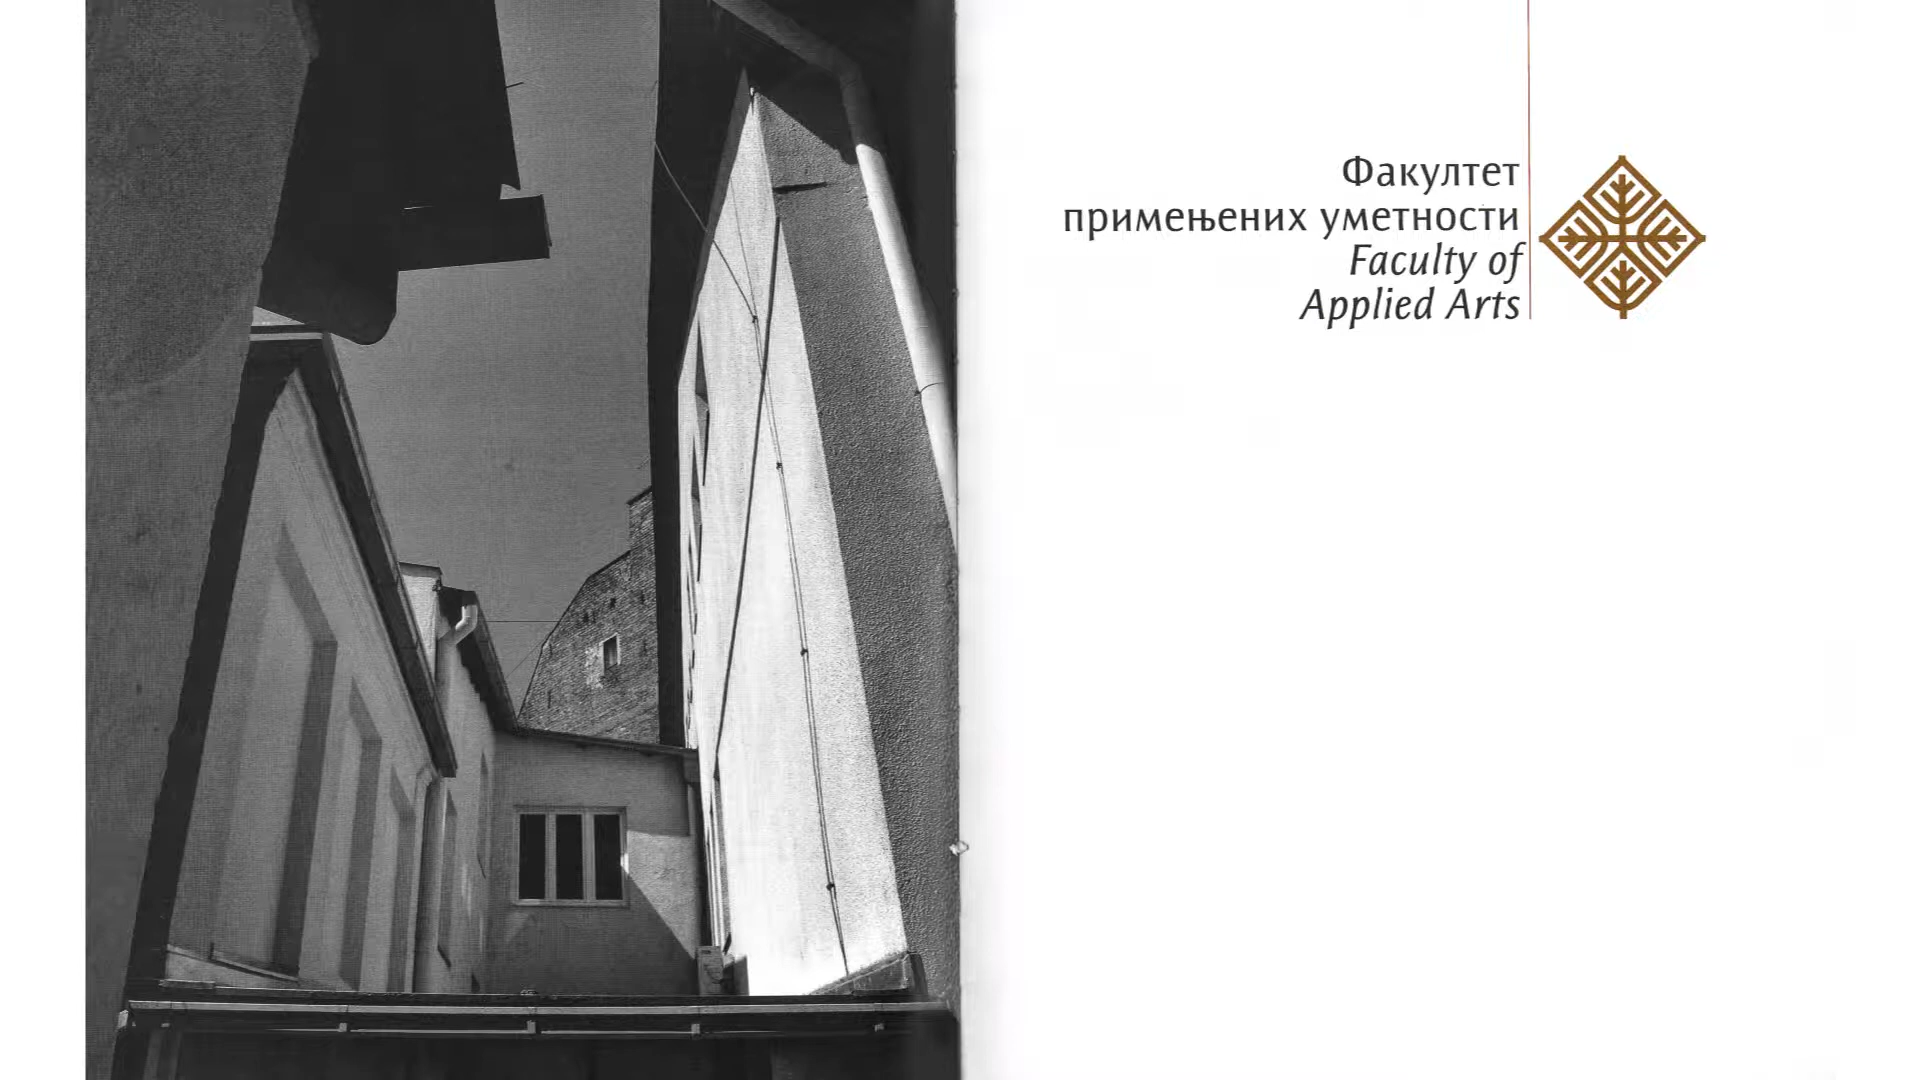 Факултет
примењених уметности
Faculty of
Applied Arts